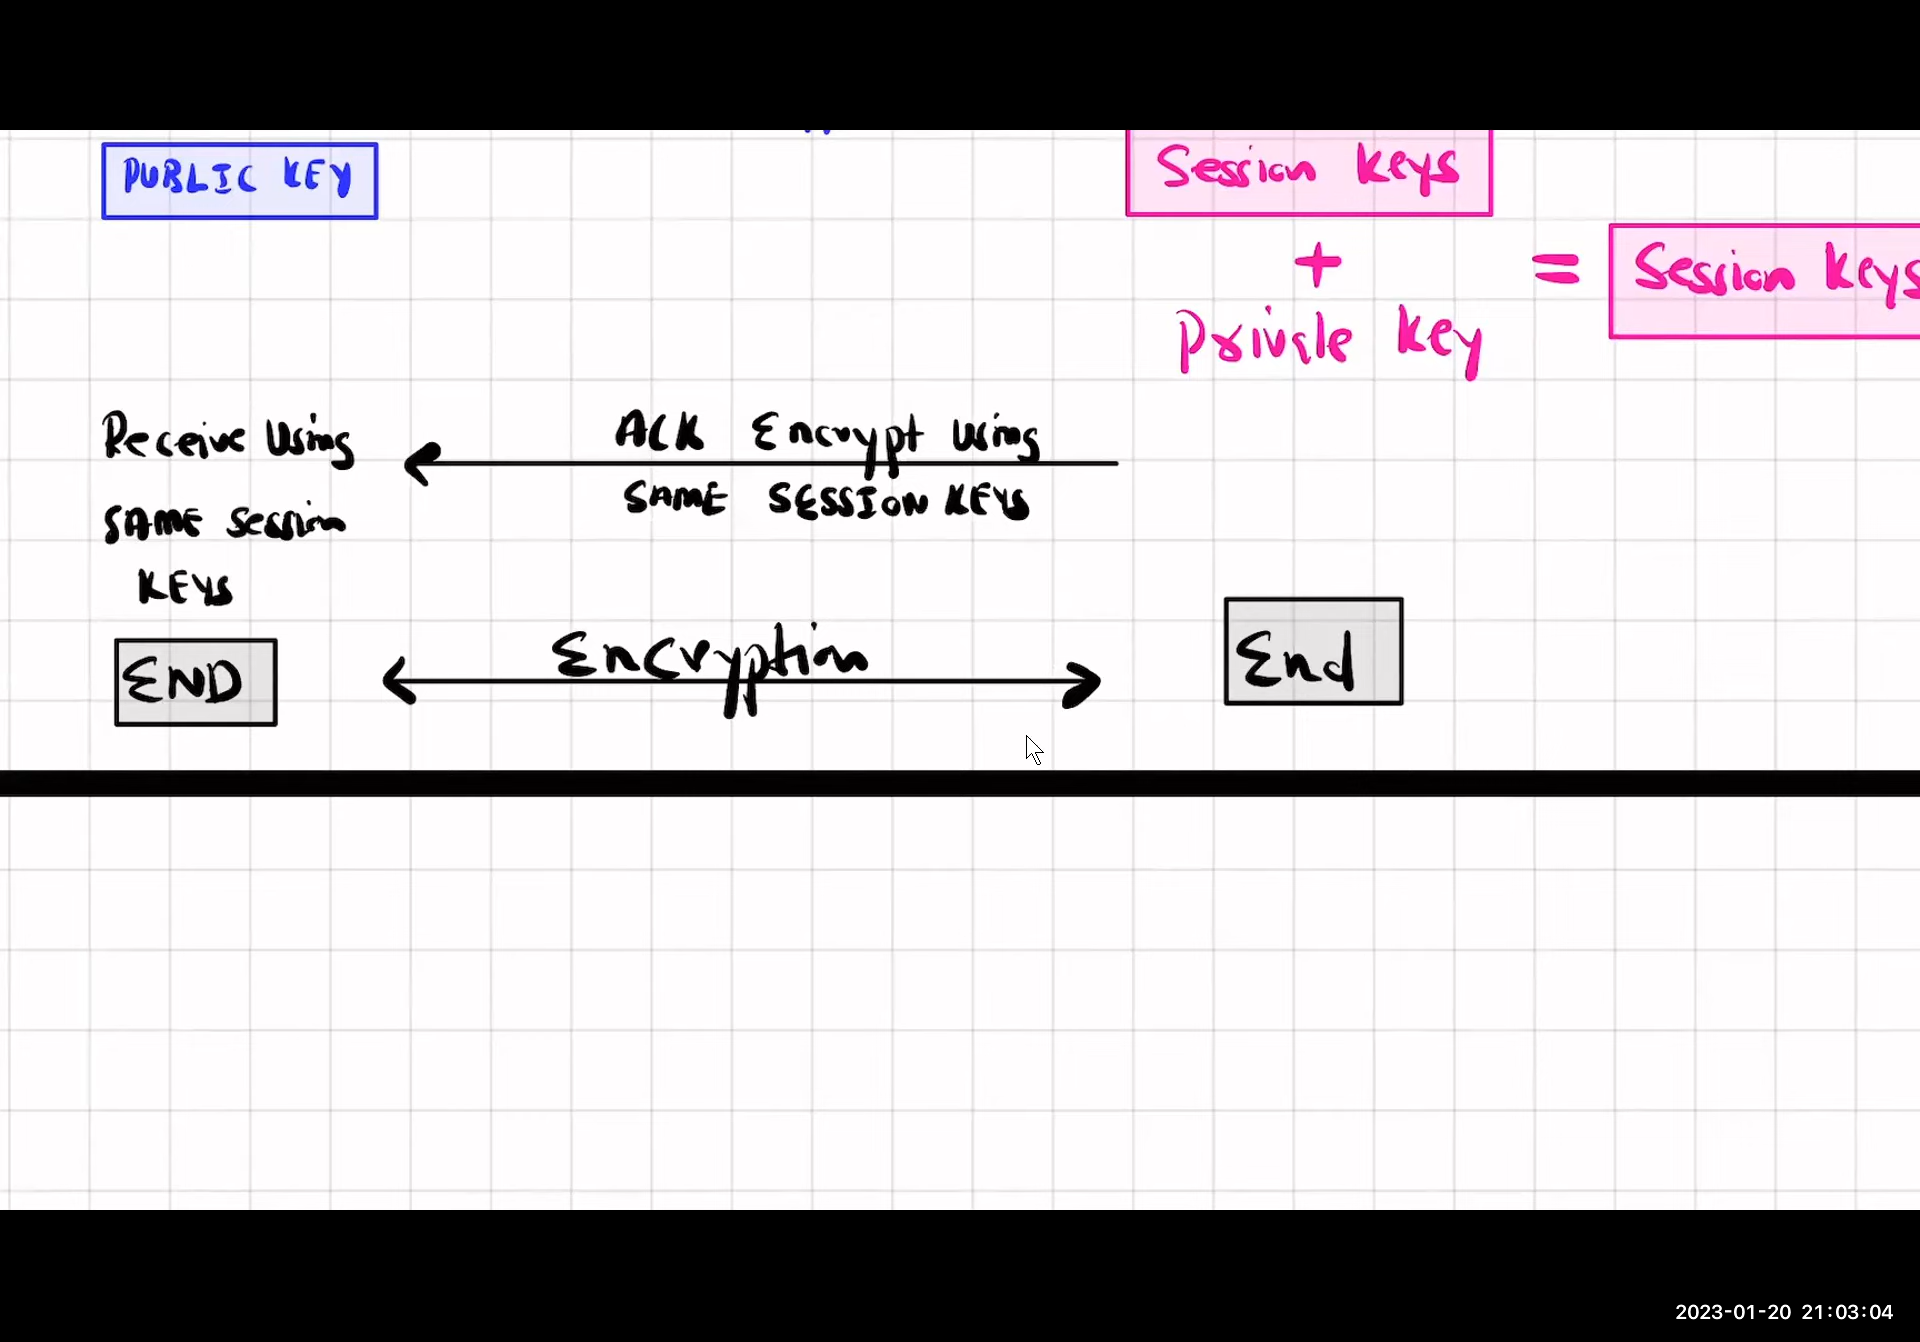 PUBLIC KEY
Session Keys
+
= Session Keys
Private Key
Receive Using
SAME Session
KEYS
ACK Encrypt using
SAME SESSION KEYS
END
Encryption
End
2023-01-20 21:03:04